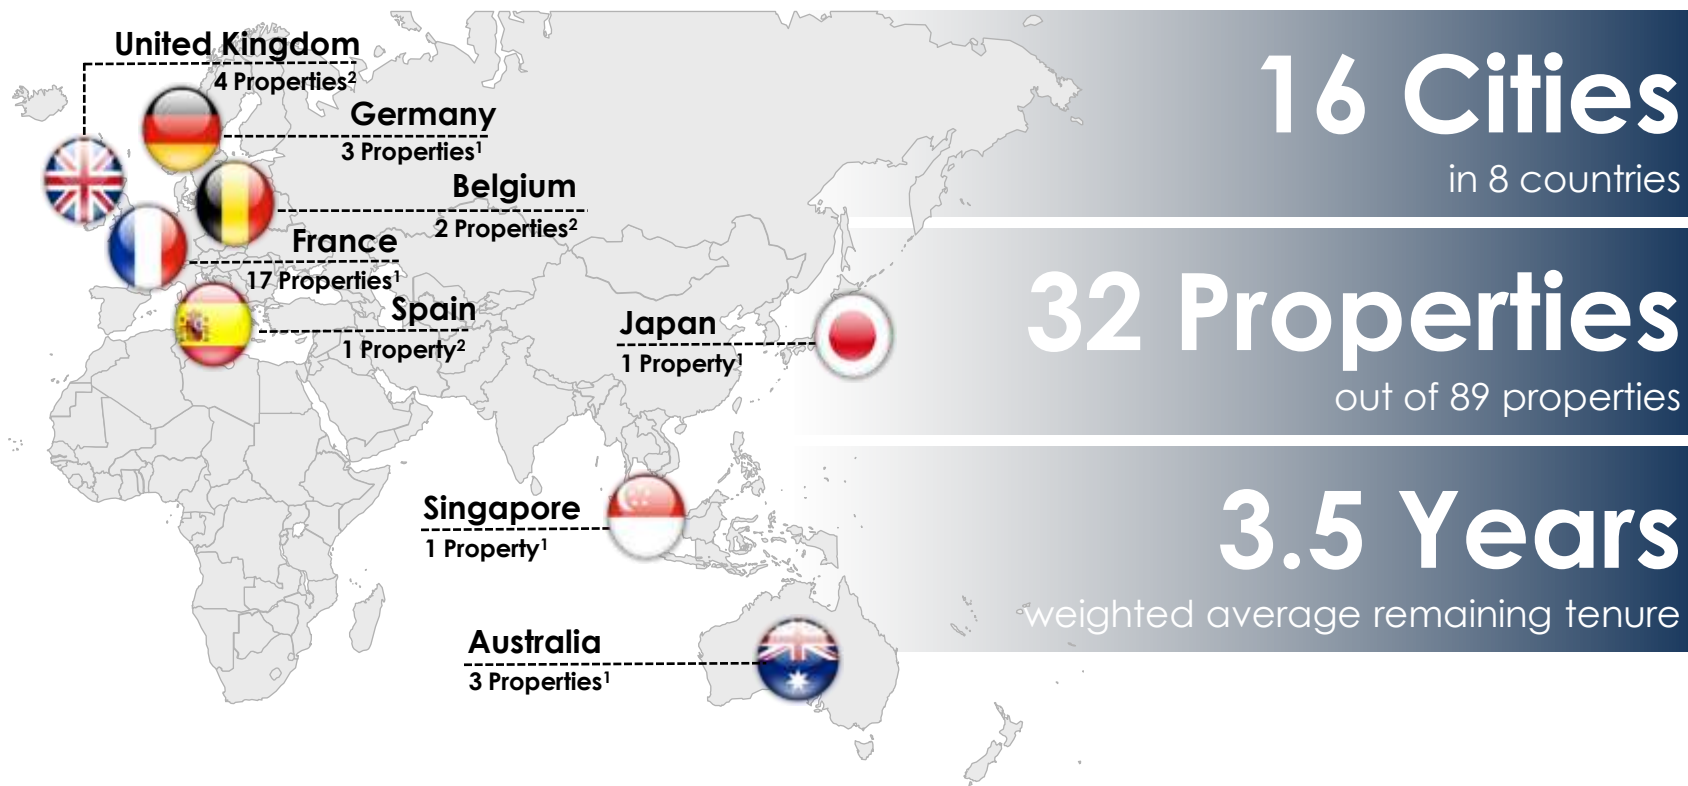 United Kingdom
4 Properties²
Germany
3 Properties¹
Belgium
2 Properties²
France
17 Properties¹
Spain
1 Property²
Japan
1 Property¹
Singapore
1 Property¹
Australia
3 Properties¹
16 Cities
in 8 countries
32 Properties
out of 89 properties
3.5 Years
weighted average remaining tenure